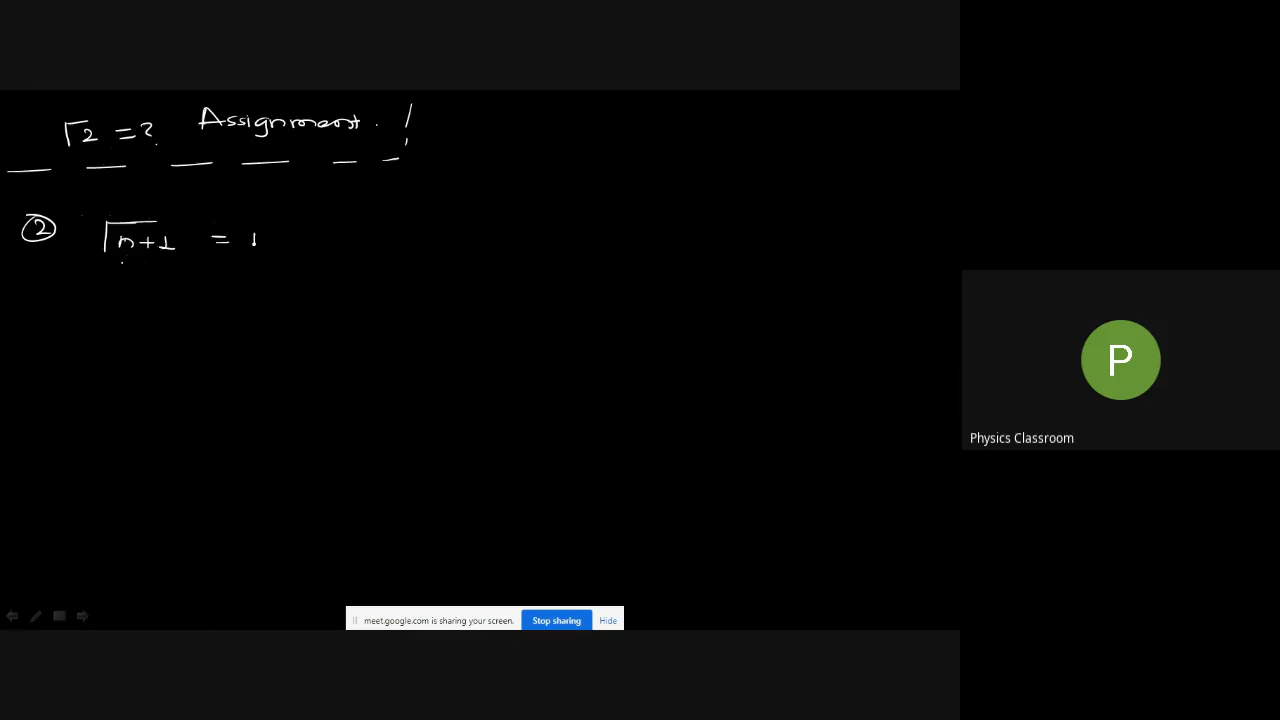 Γ2 = ? Assignment. !
② Γn+1 =
P
Physics Classroom
meet.google.com is sharing your screen. Stop sharing Hide